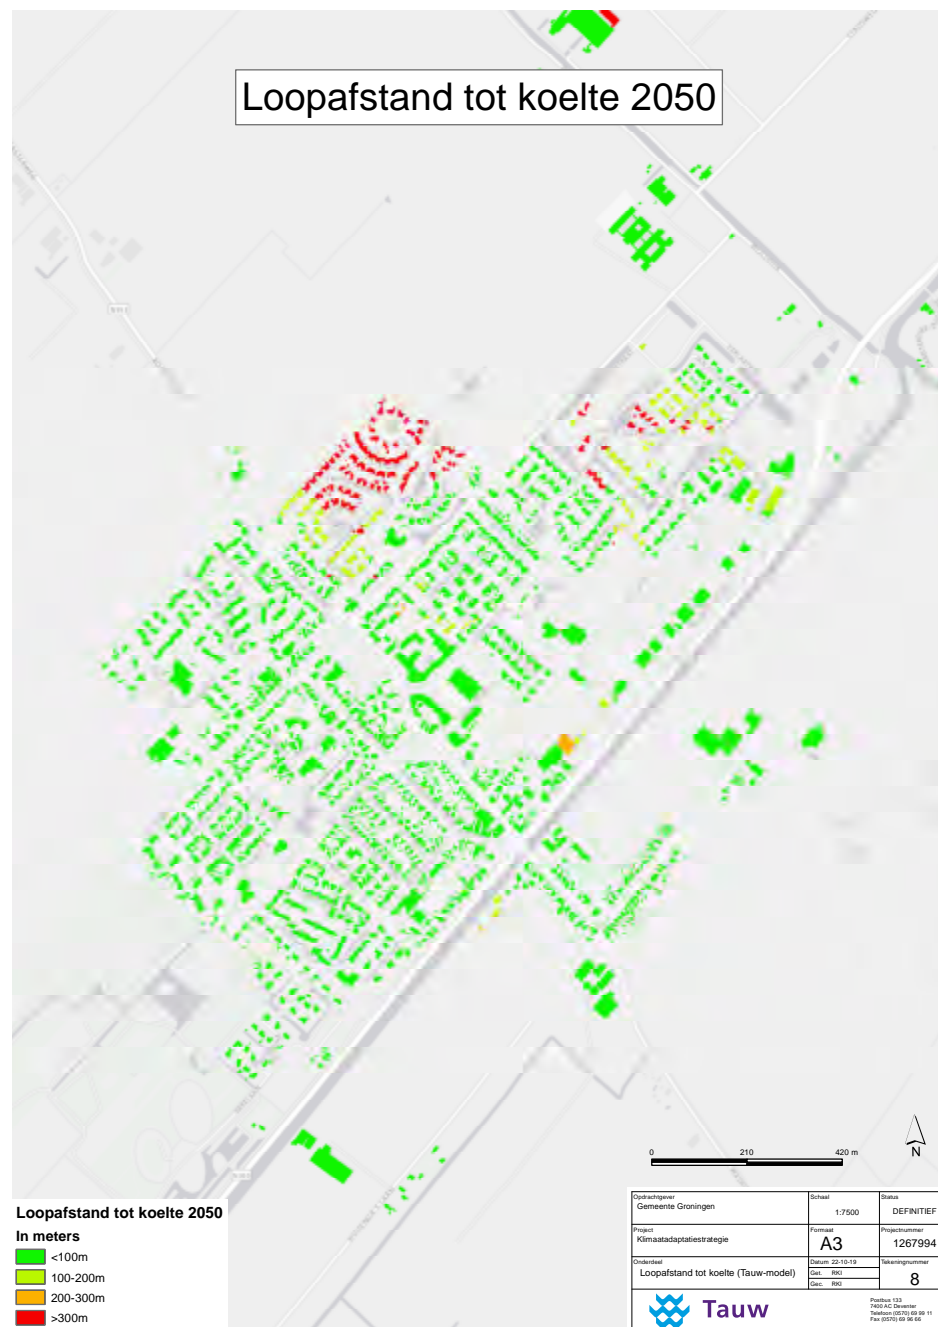 Loopafstand tot koelte 2050
0 210 420 m
N
Loopafstand tot koelte 2050
In meters
<100m
100-200m
200-300m
>300m
Opdrachtgever
Gemeente Groningen
Schaal
1:7500
Status
DEFINITIEF
Project
Klimaatadaptatiestrategie
Formaat
A3
Projectnummer
1267994
Onderdeel
Loopafstand tot koelte (Tauw-model)
Datum 22-10-19
Get. RKI
Gec. RKI
Tekeningnummer
8
Tauw
Postbus 133
7400 AC Deventer
Telefoon (0570) 69 99 11
Fax (0570) 69 96 66